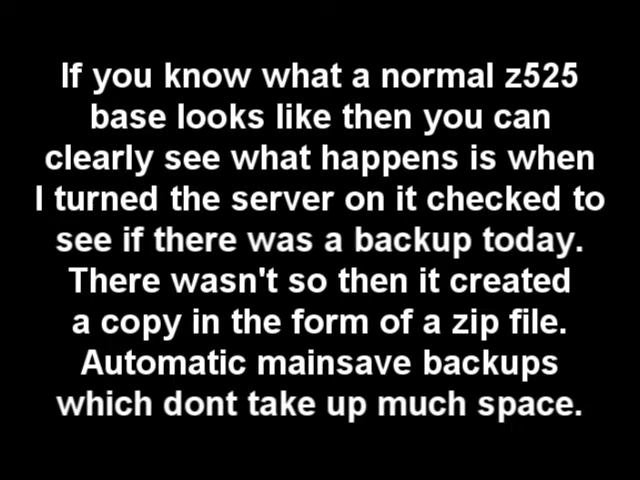 If you know what a normal z525
base looks like then you can
clearly see what happens is when
I turned the server on it checked to
see if there was a backup today.
There wasn't so then it created
a copy in the form of a zip file.
Automatic mainsave backups
which dont take up much space.